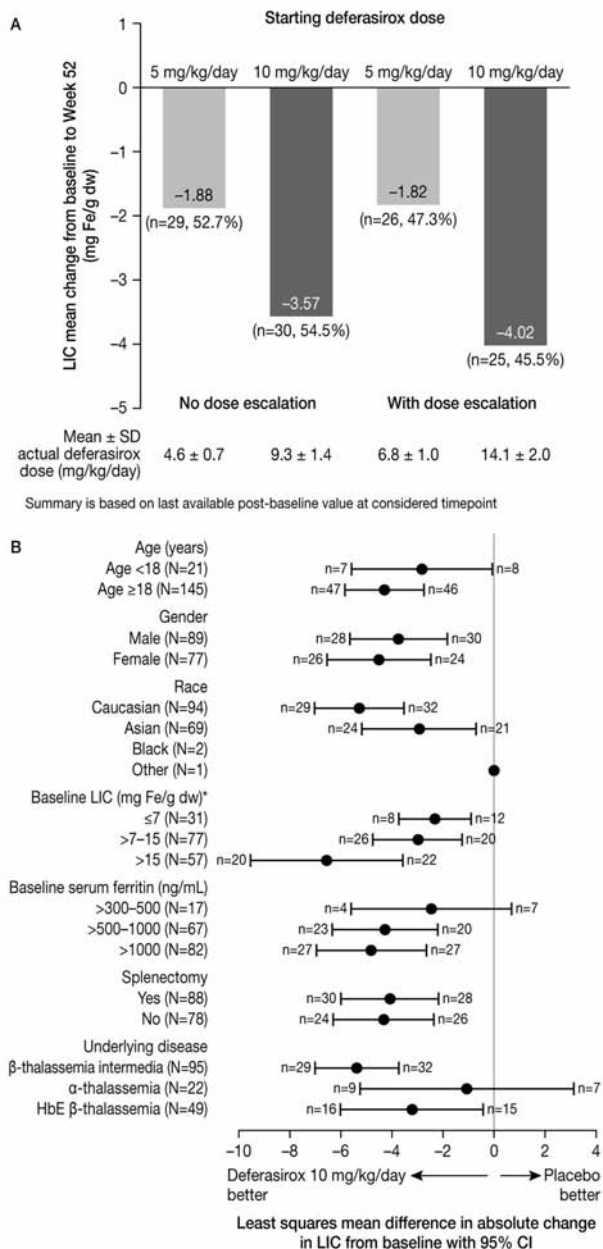 A
Starting deferasirox dose
LIC mean change from baseline to Week 52
(mg Fe/g dw)
1
0
−1
−2
−3
−4
−5
5 mg/kg/day 10 mg/kg/day 5 mg/kg/day 10 mg/kg/day
−1.88
(n=29, 52.7%)
−3.57
(n=30, 54.5%)
−1.82
(n=26, 47.3%)
−4.02
(n=25, 45.5%)
No dose escalation With dose escalation
Mean ± SD
actual deferasirox
dose (mg/kg/day)
4.6 ± 0.7 9.3 ± 1.4 6.8 ± 1.0 14.1 ± 2.0
Summary is based on last available post-baseline value at considered timepoint
B
Age (years)
Age <18 (N=21) n=7 n=8
Age ≥18 (N=145) n=47 n=46
Gender
Male (N=89) n=28 n=30
Female (N=77) n=26 n=24
Race
Caucasian (N=94) n=29 n=32
Asian (N=69) n=24 n=21
Black (N=2)
Other (N=1)
Baseline LIC (mg Fe/g dw)*
≤7 (N=31) n=8 n=12
>7–15 (N=77) n=26 n=20
>15 (N=57) n=20 n=22
Baseline serum ferritin (ng/mL)
>300–500 (N=17) n=4 n=7
>500–1000 (N=67) n=23 n=20
>1000 (N=82) n=27 n=27
Splenectomy
Yes (N=88) n=30 n=28
No (N=78) n=24 n=26
Underlying disease
β-thalassemia intermedia (N=95) n=29 n=32
α-thalassemia (N=22) n=9 n=7
HbE β-thalassemia (N=49) n=16 n=15
−10 −8 −6 −4 −2 0 2 4
Deferasirox 10 mg/kg/day Placebo
better better
Least squares mean difference in absolute change
in LIC from baseline with 95% CI